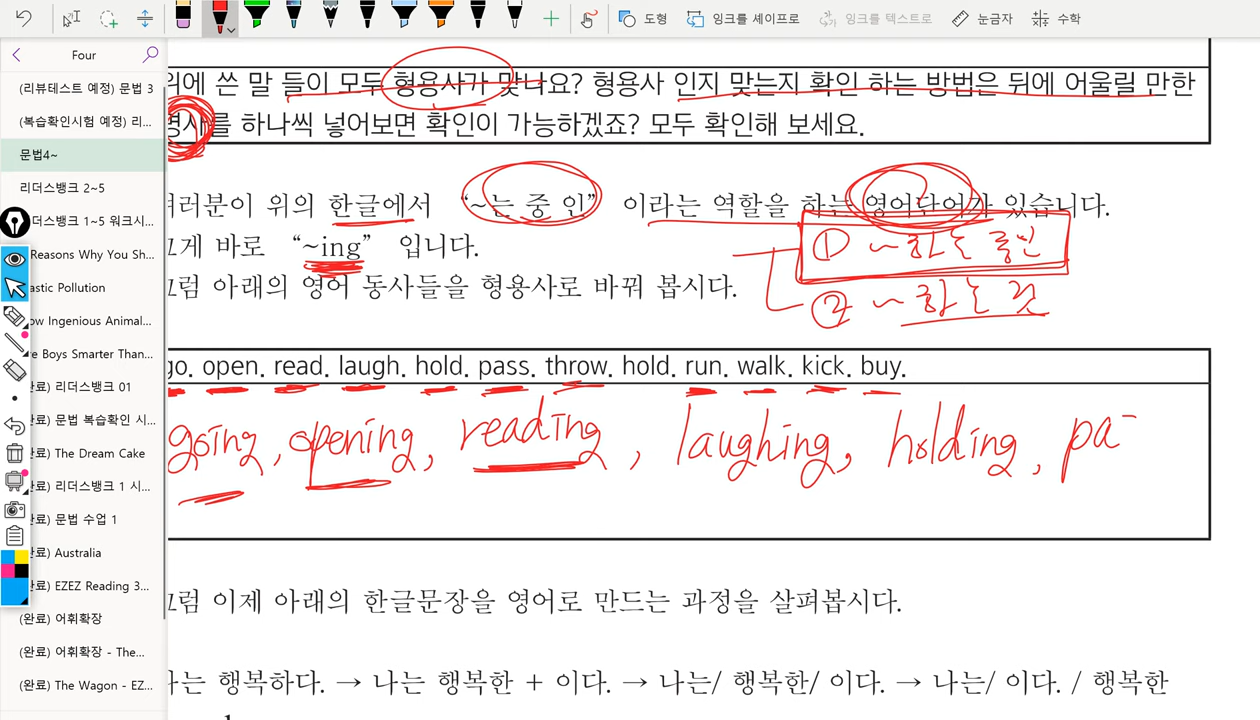 도형
잉크를 셰이프로
잉크를 텍스트로
눈금자
수학
Four
(리뷰테스트 예정) 문법 3
(복습확인시험 예정) 리...
문법4~
리더스뱅크 2~5
더스뱅크 1~5 워크시...
Reasons Why You Sh...
astic Pollution
ow Ingenious Animal...
re Boys Smarter Than...
완료) 리더스뱅크 01
완료) 문법 복습확인 시...
완료) The Dream Cake
완료) 리더스뱅크 1 시...
완료) 문법 수업 1
완료) Australia
완료) EZEZ Reading 3...
(완료) 어휘확장
(완료) 어휘확장 - The...
(완료) The Wagon - EZ...
위에 쓴 말 들이 모두 형용사가 맞나요? 형용사 인지 맞는지 확인 하는 방법은 뒤에 어울릴 만한
명사를 하나씩 넣어보면 확인이 가능하겠죠? 모두 확인해 보세요.
여러분이 위의 한글에서 “~는 중 인” 이라는 역할을 하는 영어단어가 있습니다.
그게 바로 “~ing” 입니다.
① ~하는 중인
그럼 아래의 영어 동사들을 형용사로 바꿔 봅시다.
② ~하는 것
go. open. read. laugh. hold. pass. throw. hold. run. walk. kick. buy.
going, opening, reading, laughing, holding, pa
그럼 이제 아래의 한글문장을 영어로 만드는 과정을 살펴봅시다.
나는 행복하다. → 나는 행복한 + 이다. → 나는/ 행복한/ 이다. → 나는/ 이다. / 행복한